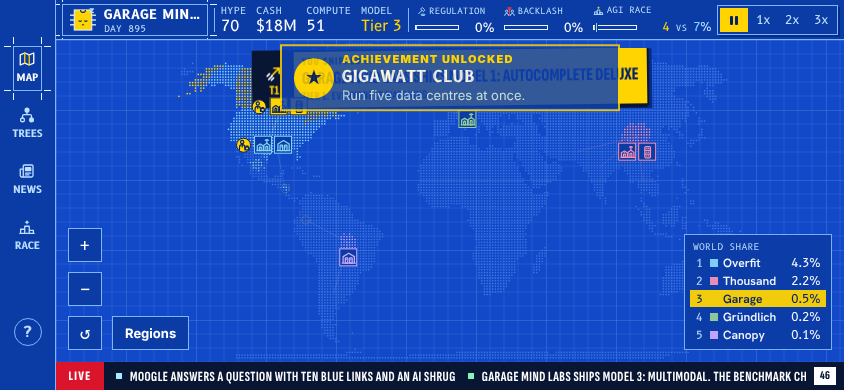 GARAGE MIN...
DAY 895
HYPE
70
CASH
$18M
COMPUTE
51
MODEL
Tier 3
REGULATION
0%
BACKLASH
0%
AGI RACE
4 VS 7%
1x
2x
3x
MAP
TREES
NEWS
RACE
?
ACHIEVEMENT UNLOCKED
GIGAWATT CLUB
Run five data centres at once.
EL 1: AUTOCOMPLETE DELUXE
T1
+
−
↺
Regions
WORLD SHARE
1 Overfit 4.3%
2 Thousand 2.2%
3 Garage 0.5%
4 Gründlich 0.2%
5 Canopy 0.1%
LIVE
MOOGLE ANSWERS A QUESTION WITH TEN BLUE LINKS AND AN AI SHRUG
GARAGE MIND LABS SHIPS MODEL 3: MULTIMODAL. THE BENCHMARK CH
46